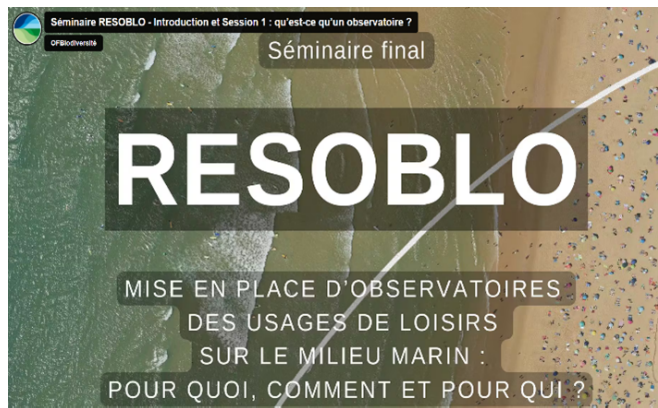 Séminaire RESOBLO - Introduction et Session 1 : qu'est-ce qu'un observatoire ?
OFBiodiversité
Séminaire final
RESOBLO
MISE EN PLACE D'OBSERVATOIRES
DES USAGES DE LOISIRS
SUR LE MILIEU MARIN :
POUR QUOI, COMMENT ET POUR QUI ?